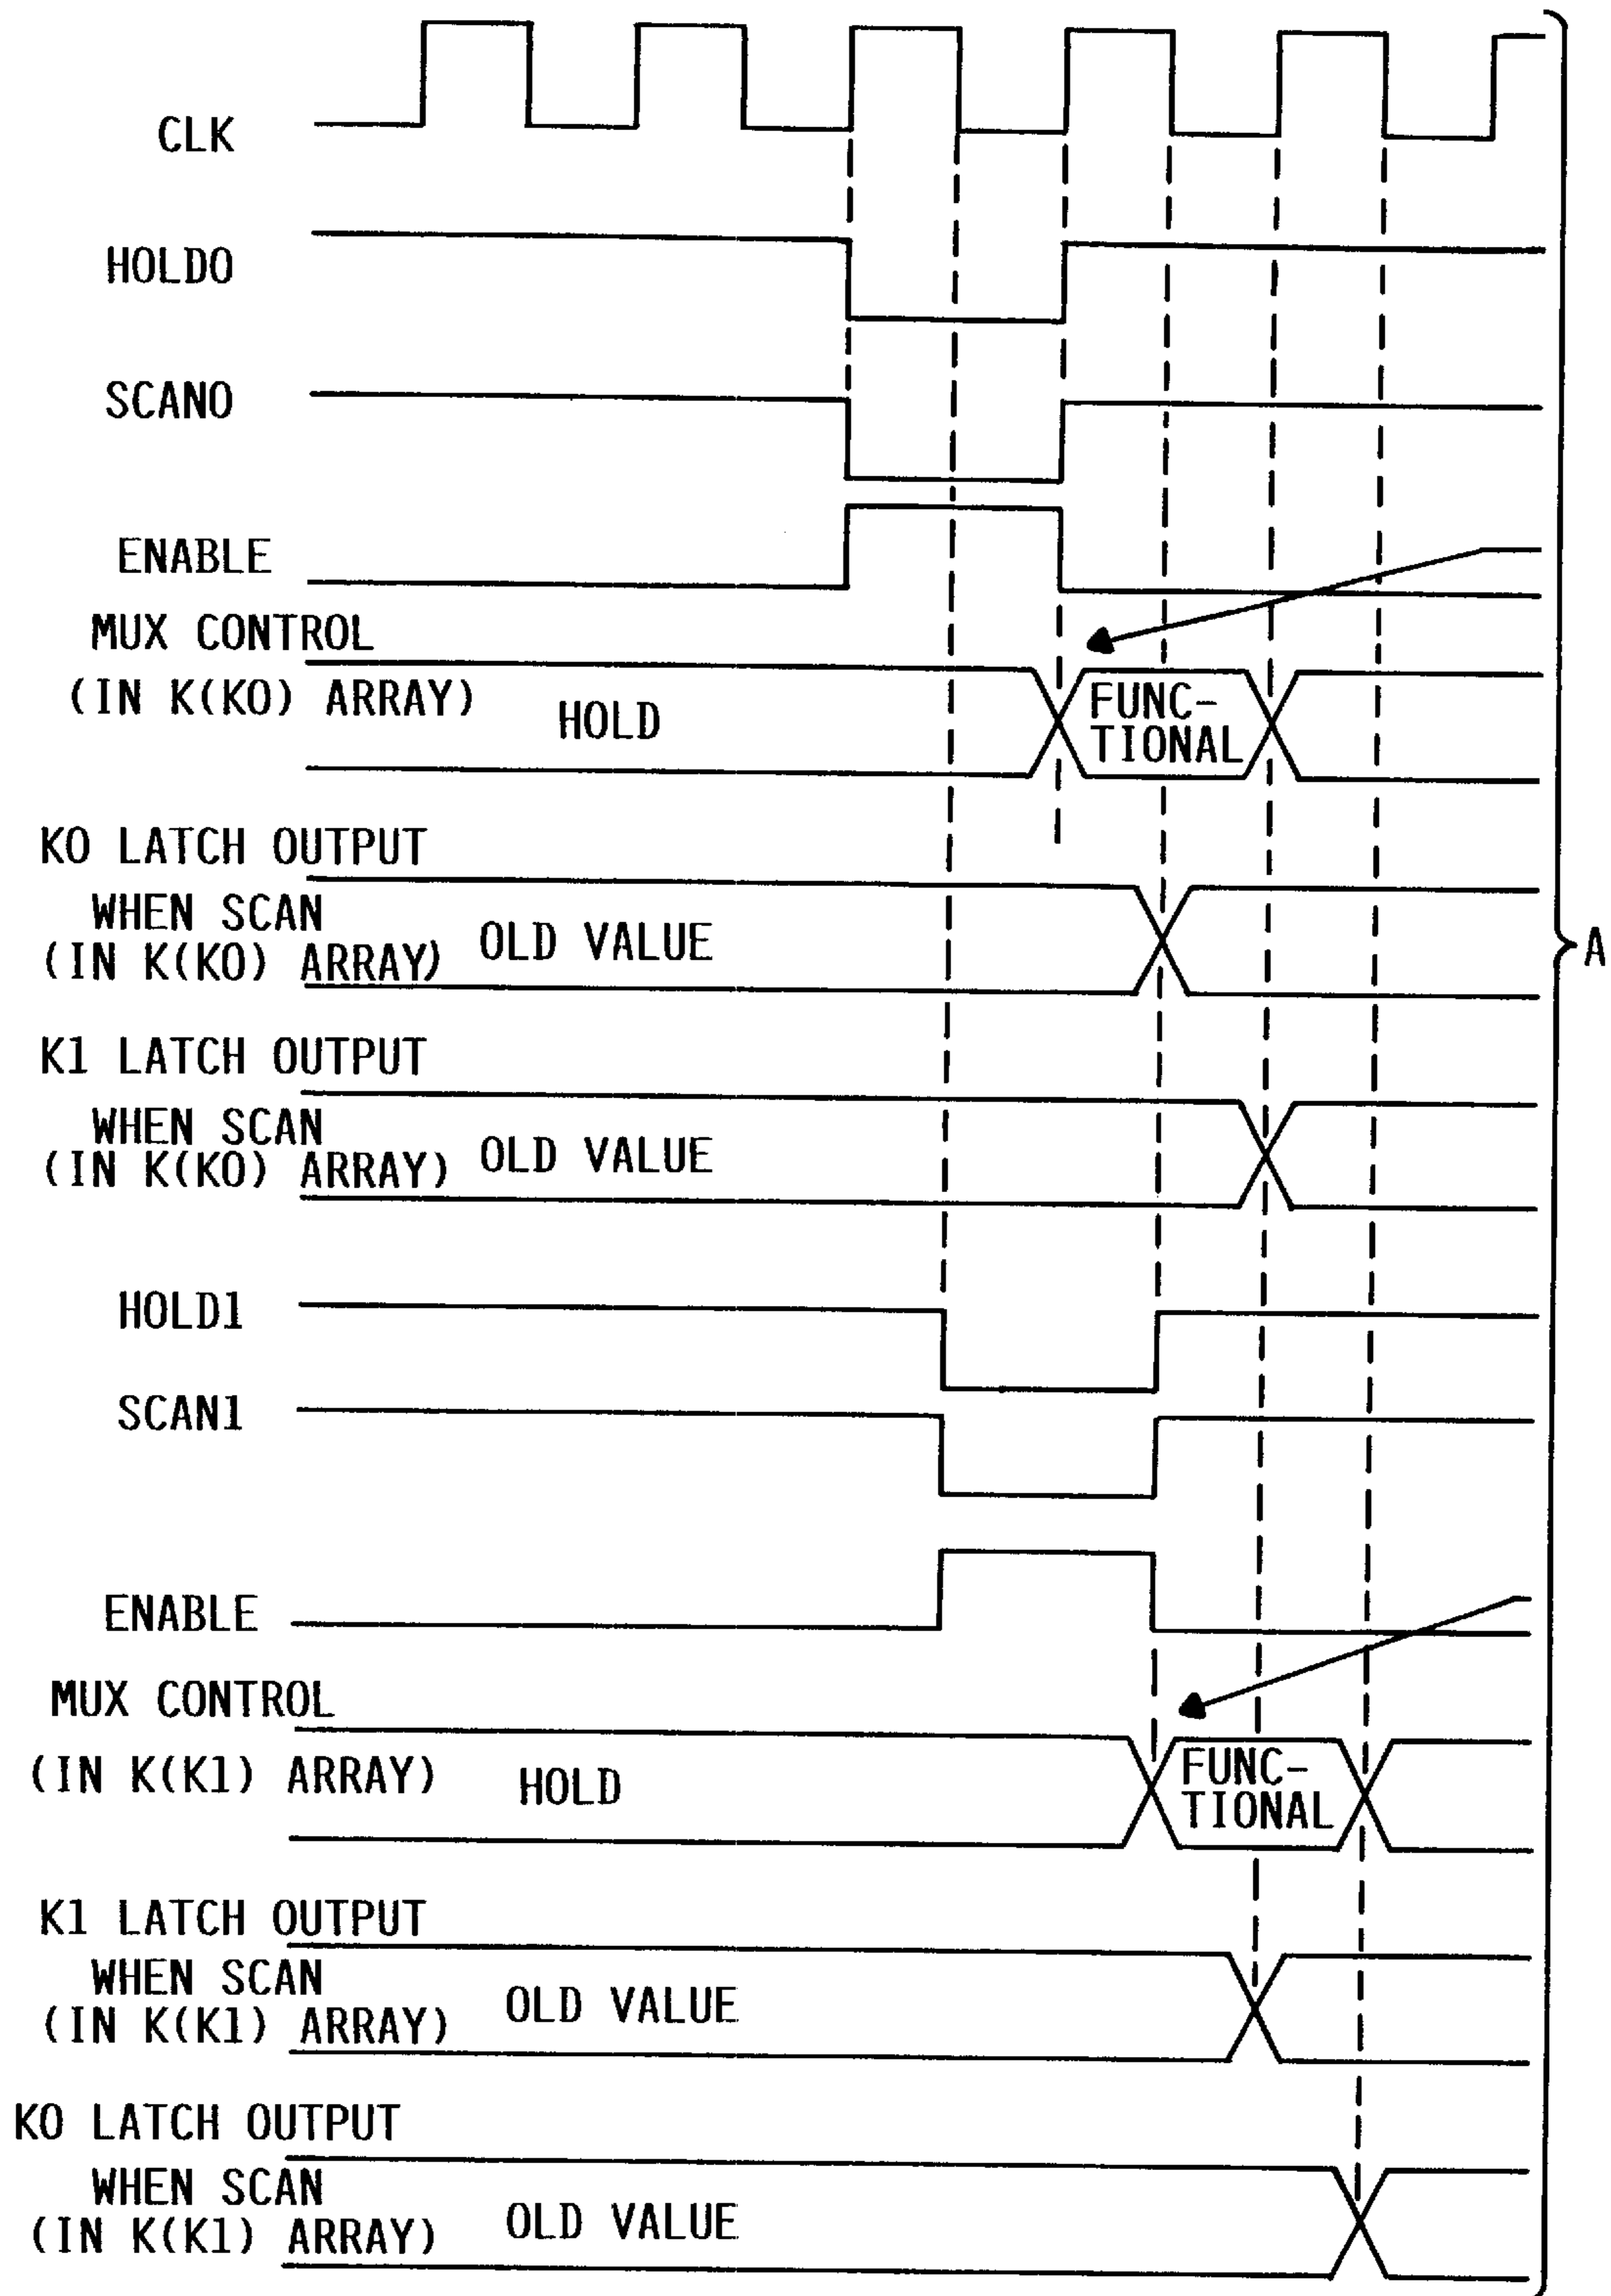 CLK
HOLD0
SCAN0
ENABLE
MUX CONTROL
(IN K(K0) ARRAY)
HOLD
FUNC-
TIONAL
K0 LATCH OUTPUT
WHEN SCAN
(IN K(K0) ARRAY)
OLD VALUE
A
K1 LATCH OUTPUT
WHEN SCAN
(IN K(K0) ARRAY)
OLD VALUE
HOLD1
SCAN1
ENABLE
MUX CONTROL
(IN K(K1) ARRAY)
HOLD
FUNC-
TIONAL
K1 LATCH OUTPUT
WHEN SCAN
(IN K(K1) ARRAY)
OLD VALUE
K0 LATCH OUTPUT
WHEN SCAN
(IN K(K1) ARRAY)
OLD VALUE